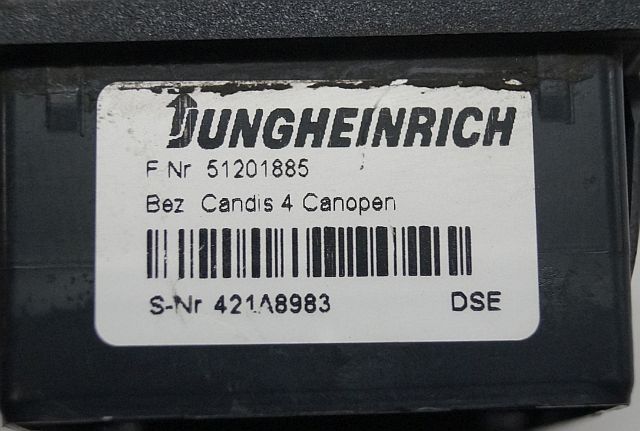 JUNGHEINRICH
F Nr 51201885
Bez Candis 4 Canopen
S-Nr 421A8983 DSE